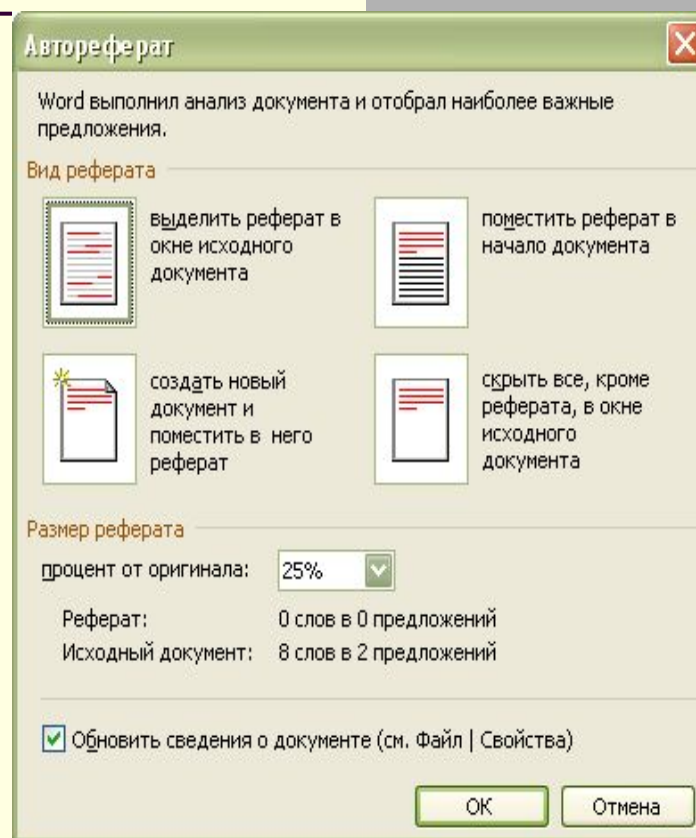 Автореферат
Word выполнил анализ документа и отобрал наиболее важные
предложения.
Вид реферата
выделить реферат в
окне исходного
документа
поместить реферат в
начало документа
создать новый
документ и
поместить в него
реферат
скрыть все, кроме
реферата, в окне
исходного
документа
Размер реферата
процент от оригинала: 25%
Реферат: 0 слов в 0 предложений
Исходный документ: 8 слов в 2 предложений
Обновить сведения о документе (см. Файл | Свойства)
ОК Отмена